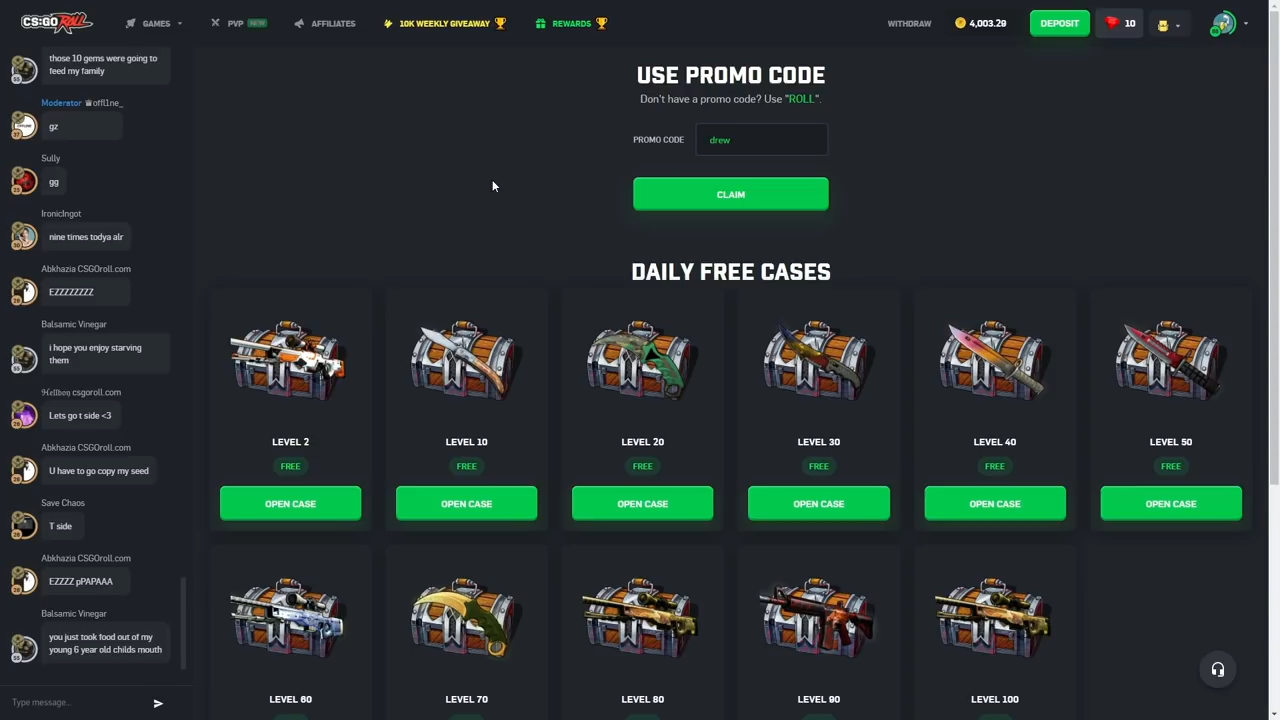 CS:GO ROLL
GAMES
PVP NEW
AFFILIATES
10K WEEKLY GIVEAWAY
REWARDS
WITHDRAW
4,003.29
DEPOSIT
10
those 10 gems were going to
feed my family
Moderator ♛offl1ne_
gz
Sully
gg
IronicIngot
nine times todya alr
Abkhazia CSGOroll.com
EZZZZZZZZ
Balsamic Vinegar
i hope you enjoy starving
them
ℋ𝑒𝓁𝓁𝒷𝑜𝓎 csgoroll.com
Lets go t side <3
Abkhazia CSGOroll.com
U have to go copy my seed
Save Chaos
T side
Abkhazia CSGOroll.com
EZZZZ pPAPAAA
Balsamic Vinegar
you just took food out of my
young 6 year old childs mouth
Type message...
USE PROMO CODE
Don't have a promo code? Use "ROLL".
PROMO CODE
drew
CLAIM
DAILY FREE CASES
LEVEL 2
FREE
OPEN CASE
LEVEL 10
FREE
OPEN CASE
LEVEL 20
FREE
OPEN CASE
LEVEL 30
FREE
OPEN CASE
LEVEL 40
FREE
OPEN CASE
LEVEL 50
FREE
OPEN CASE
LEVEL 60
LEVEL 70
LEVEL 80
LEVEL 90
LEVEL 100